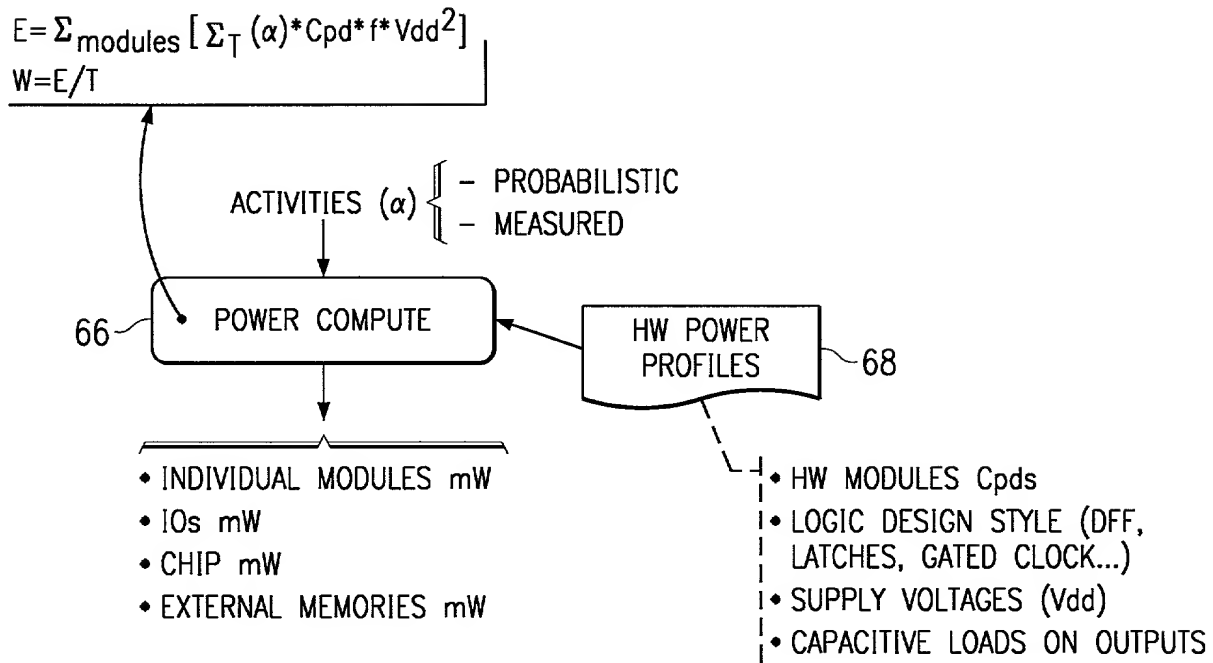 E=Σmodules[ΣT(α)*Cpd*f*Vdd²]
W=E/T
ACTIVITIES (α) { – PROBABILISTIC
– MEASURED
66
POWER COMPUTE
HW POWER
PROFILES
68
• INDIVIDUAL MODULES mW
• IOs mW
• CHIP mW
• EXTERNAL MEMORIES mW
• HW MODULES Cpds
• LOGIC DESIGN STYLE (DFF,
LATCHES, GATED CLOCK...)
• SUPPLY VOLTAGES (Vdd)
• CAPACITIVE LOADS ON OUTPUTS